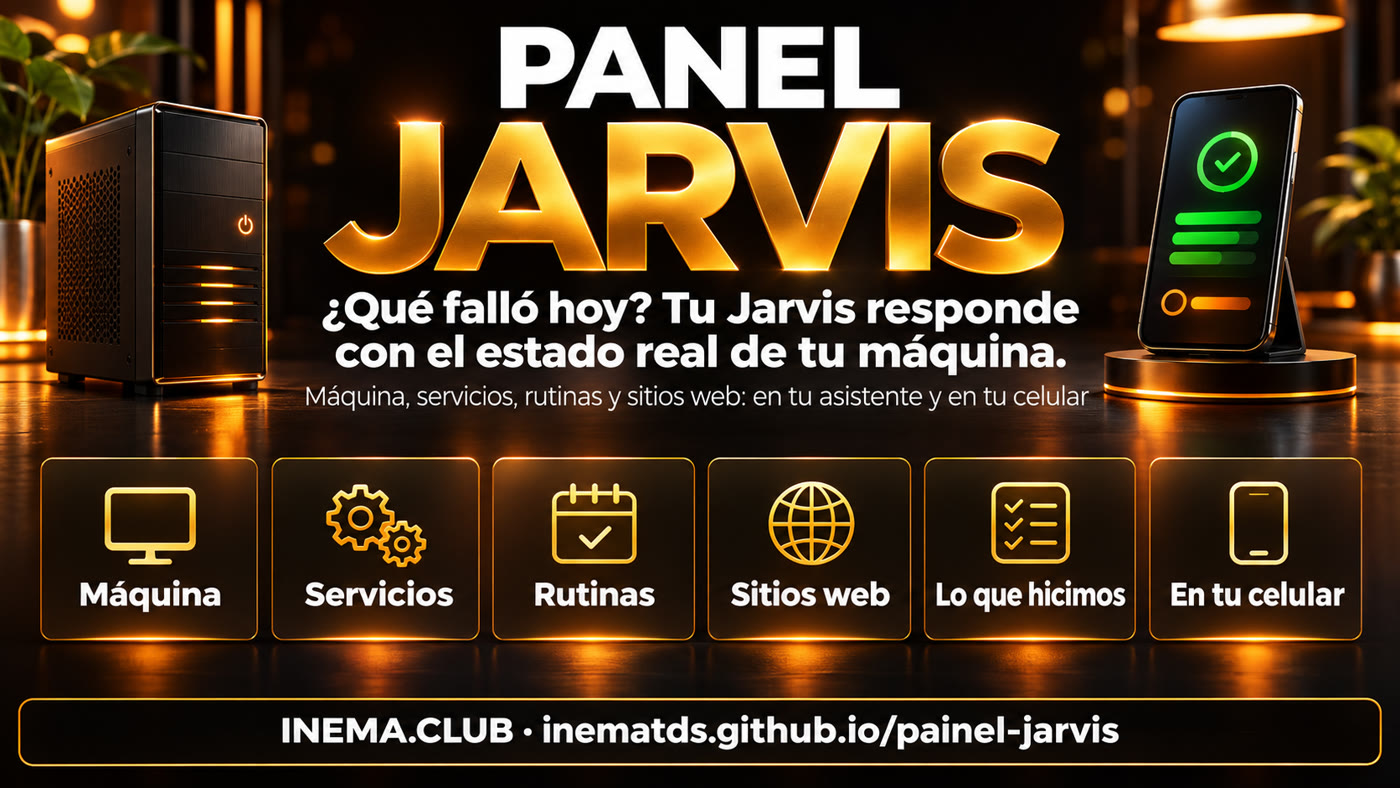 PANEL
JARVIS
¿Qué falló hoy? Tu Jarvis responde
con el estado real de tu máquina.
Máquina, servicios, rutinas y sitios web: en tu asistente y en tu celular
Máquina
Servicios
Rutinas
Sitios web
Lo que hicimos
En tu celular
INEMA.CLUB · inematds.github.io/painel-jarvis